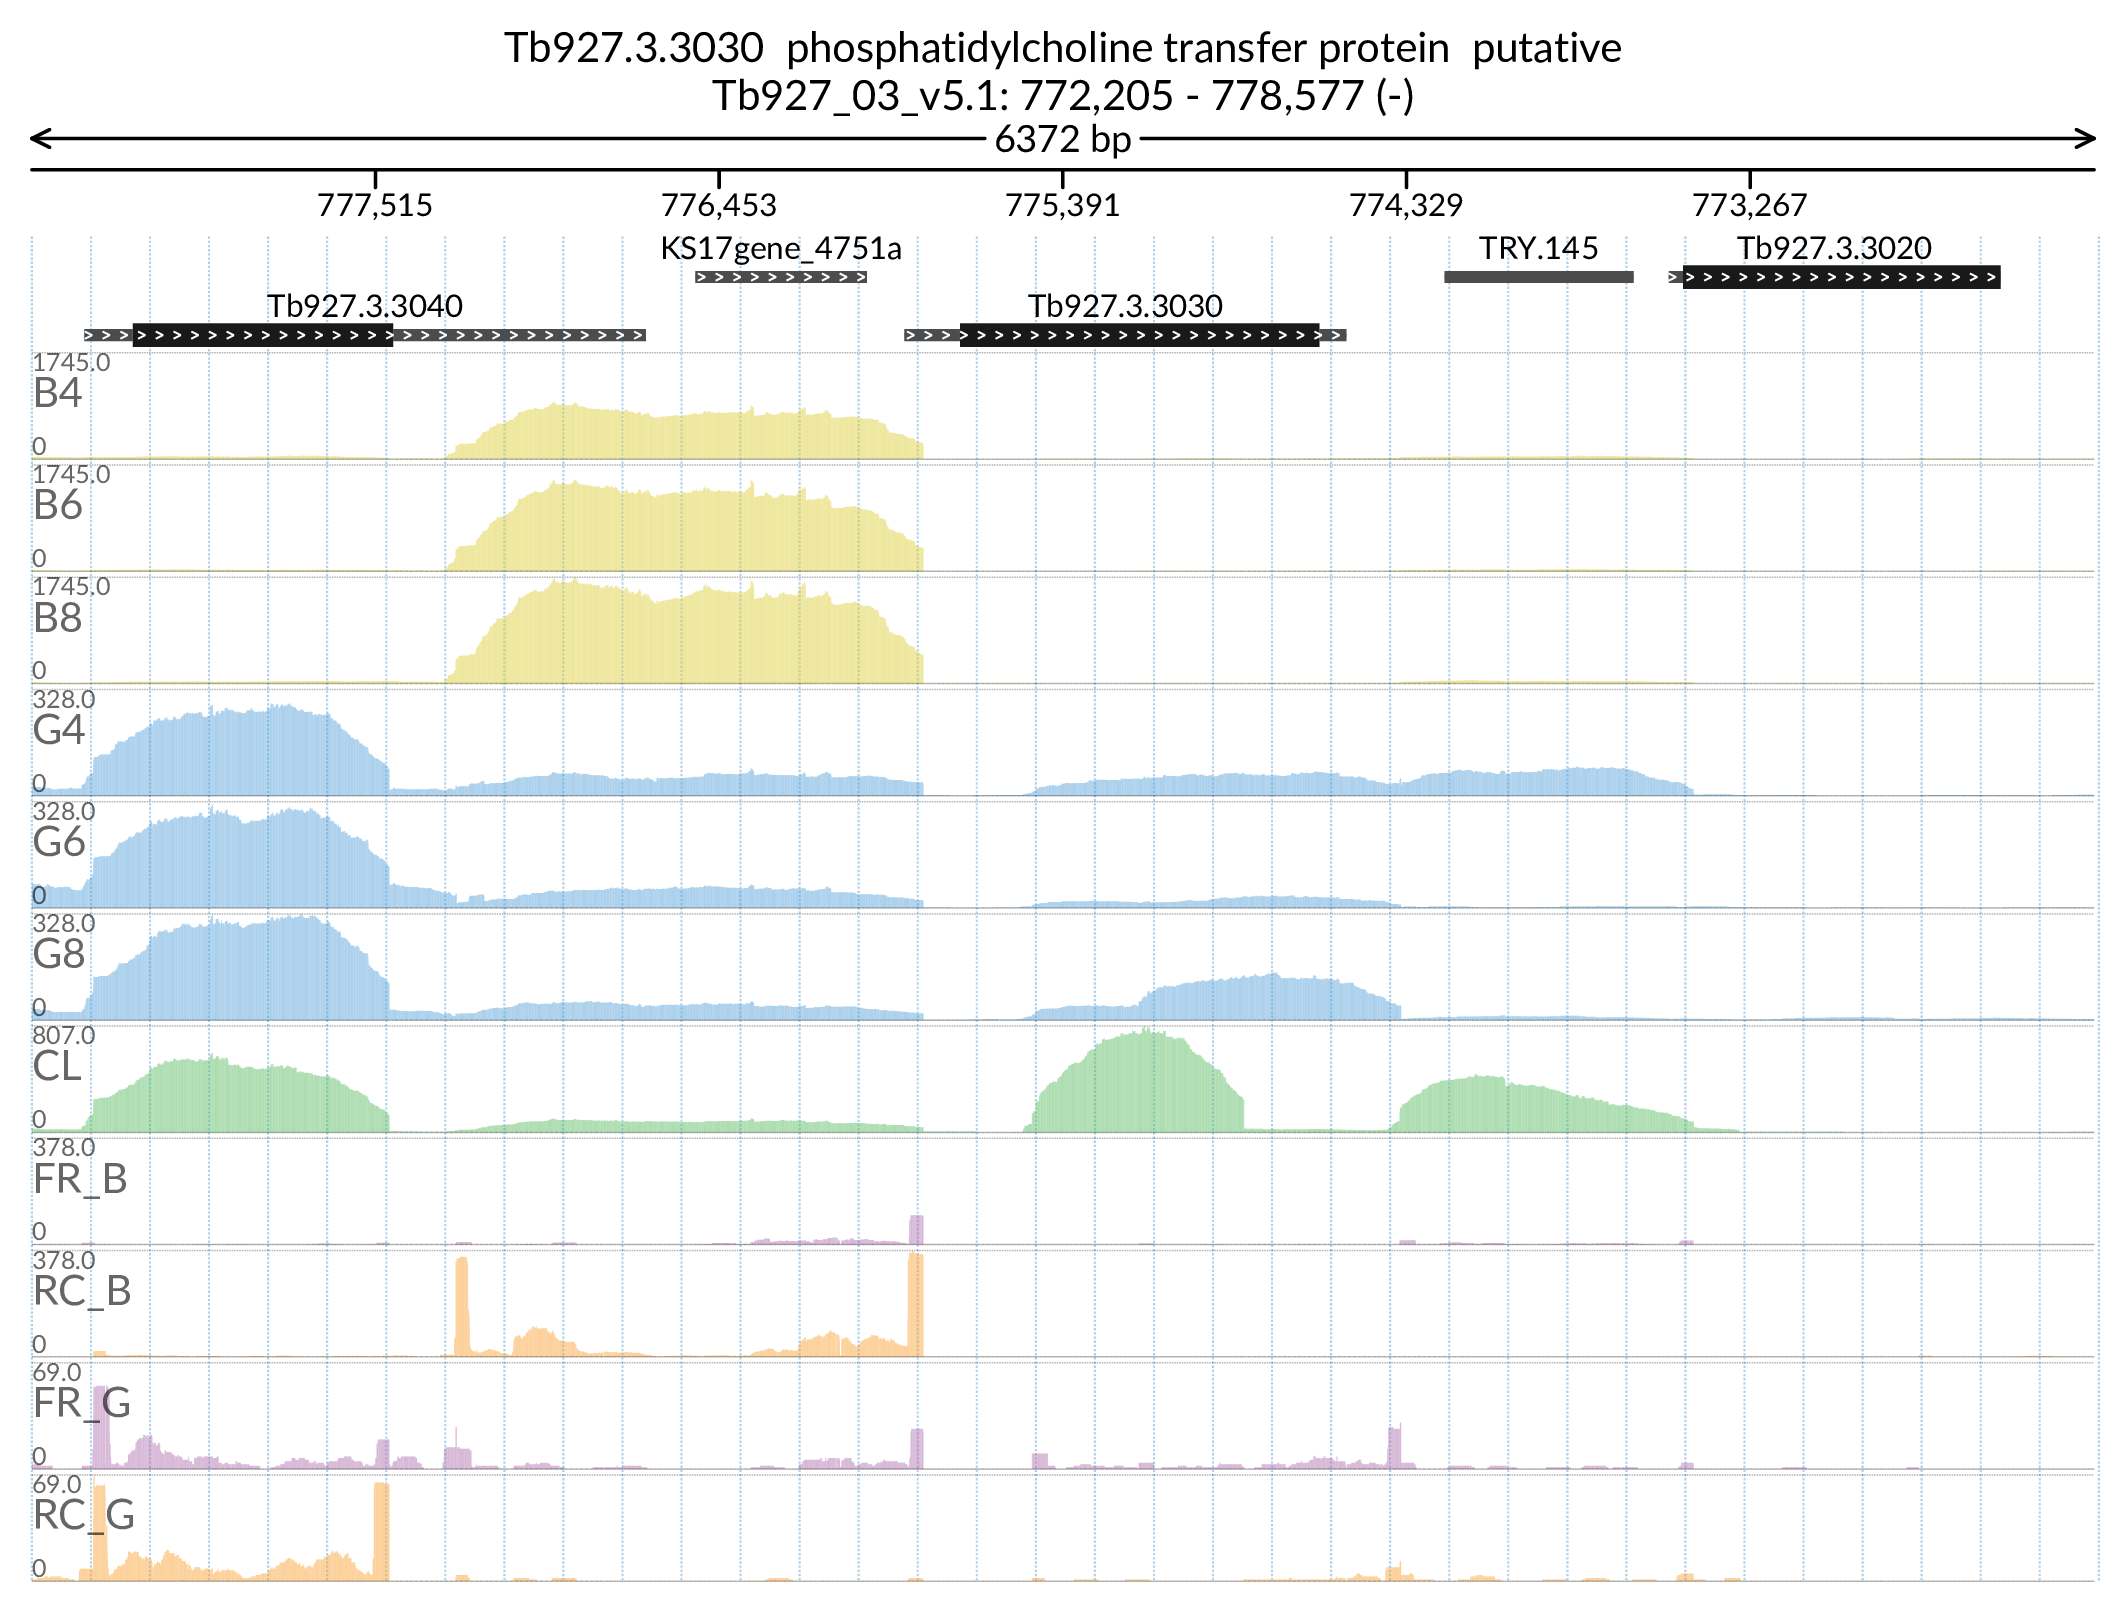 Tb927.3.3030  phosphatidylcholine transfer protein  putative
Tb927_03_v5.1: 772,205 - 778,577 (-)
6372 bp
777,515 776,453 775,391 774,329 773,267
KS17gene_4751a TRY.145 Tb927.3.3020
Tb927.3.3040 Tb927.3.3030
1745.0
B4
0
1745.0
B6
0
1745.0
B8
0
328.0
G4
0
328.0
G6
0
328.0
G8
0
807.0
CL
0
378.0
FR_B
0
378.0
RC_B
0
69.0
FR_G
0
69.0
RC_G
0